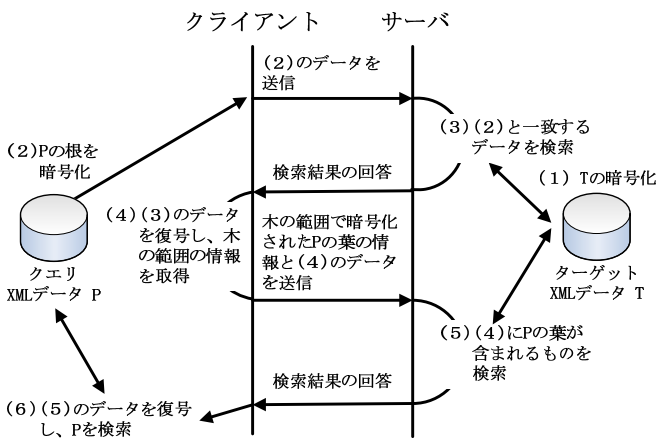 クライアント
サーバ
(2)のデータを
送信
(2)Pの根を
暗号化
(3)(2)と一致する
データを検索
検索結果の回答
(1) Tの暗号化
(4)(3)のデータ
を復号し、木
の範囲の情報
を取得
木の範囲で暗号化
されたPの葉の情
報と(4)のデータ
を送信
クエリ
XMLデータ P
ターゲット
XMLデータ T
(5)(4)にPの葉が
含まれるものを
検索
検索結果の回答
(6)(5)のデータを復号
し、Pを検索